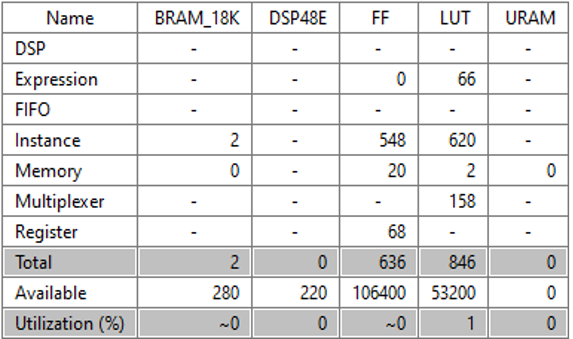 Name BRAM_18K DSP48E FF LUT URAM
DSP - - - - -
Expression - - 0 66 -
FIFO - - - - -
Instance 2 - 548 620 -
Memory 0 - 20 2 0
Multiplexer - - - 158 -
Register - - 68 - -
Total 2 0 636 846 0
Available 280 220 106400 53200 0
Utilization (%) ~0 0 ~0 1 0